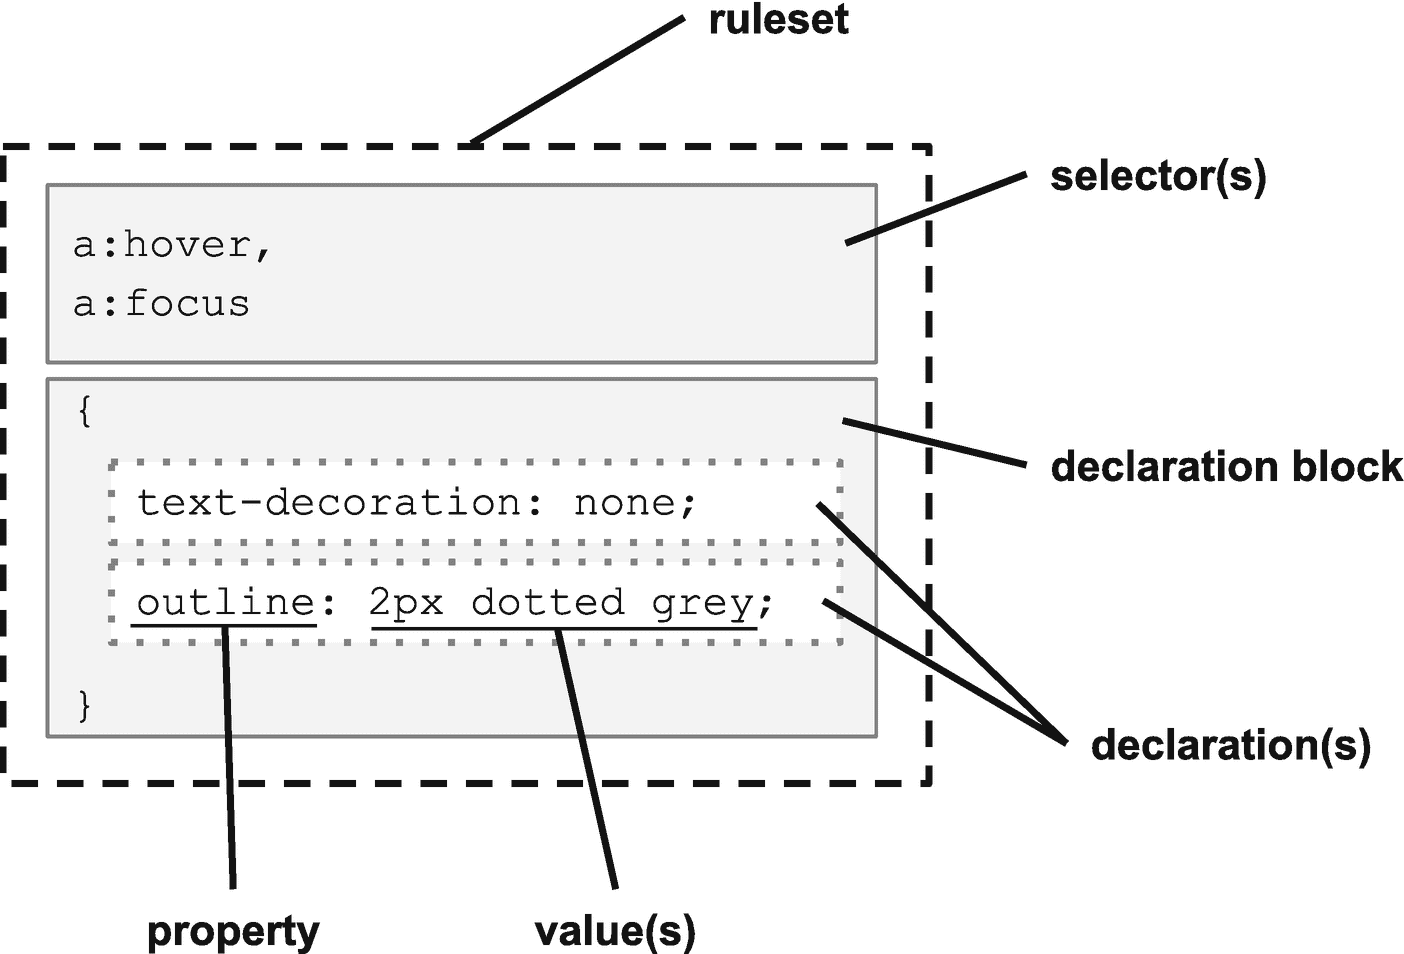 ruleset
selector(s)
a:hover,
a:focus
{
declaration block
text-decoration: none;
outline: 2px dotted grey;
}
declaration(s)
property
value(s)